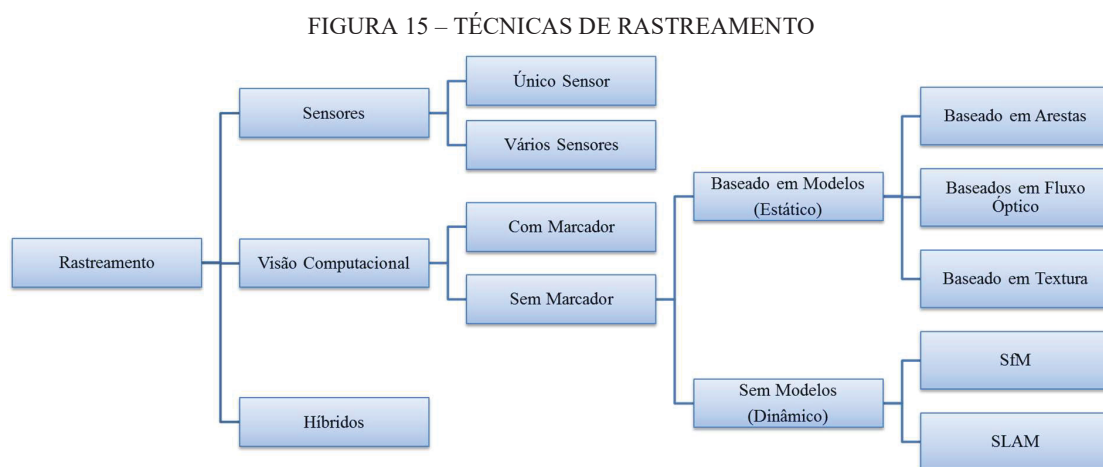 FIGURA 15 – TÉCNICAS DE RASTREAMENTO
Rastreamento
Sensores
Único Sensor
Vários Sensores
Visão Computacional
Com Marcador
Sem Marcador
Baseado em Modelos
(Estático)
Baseado em Arestas
Baseados em Fluxo
Óptico
Baseado em Textura
Sem Modelos
(Dinâmico)
SfM
SLAM
Híbridos